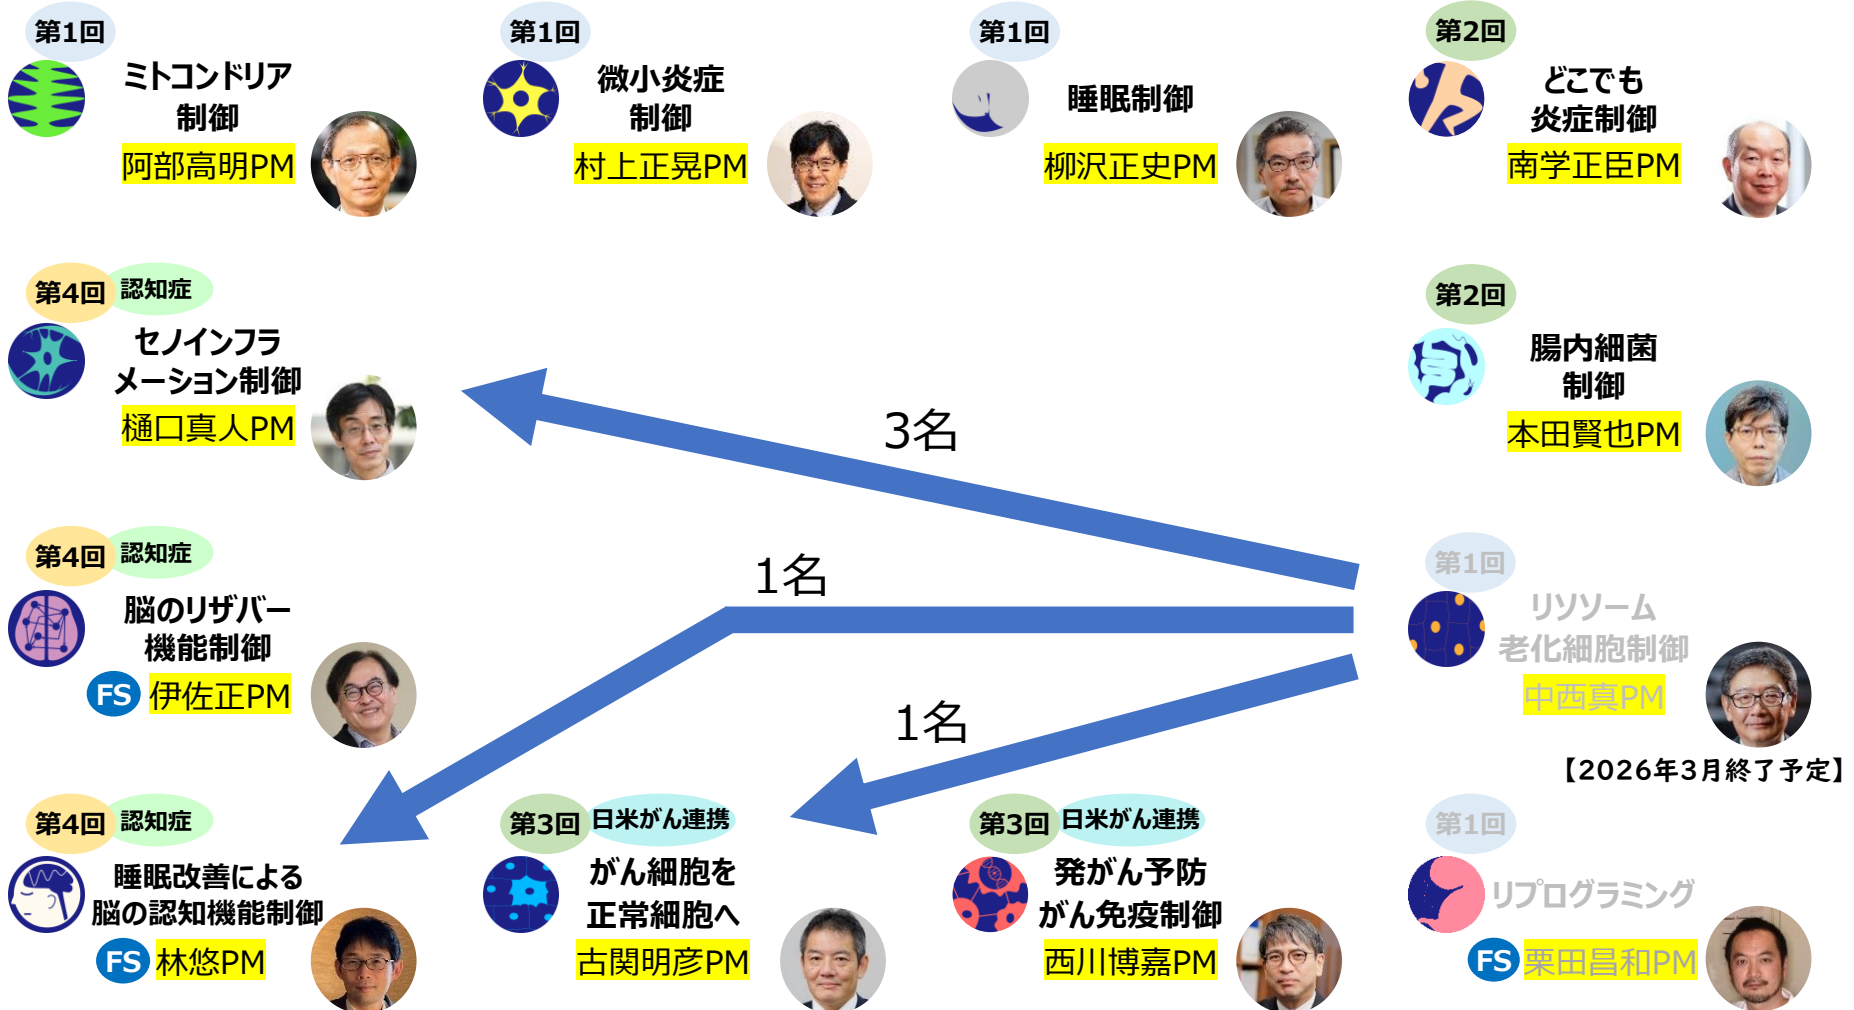 第1回
ミトコンドリア
制御
阿部高明PM
第1回
微小炎症
制御
村上正晃PM
第1回
睡眠制御
柳沢正史PM
第2回
どこでも
炎症制御
南学正臣PM
第4回 認知症
セノインフラ
メーション制御
樋口真人PM
3名
第2回
腸内細菌
制御
本田賢也PM
第4回 認知症
脳のリザバー
機能制御
FS 伊佐正PM
1名
1名
第1回
リソソーム
老化細胞制御
中西真PM
【2026年3月終了予定】
第4回 認知症
睡眠改善による
脳の認知機能制御
FS 林悠PM
第3回 日米がん連携
がん細胞を
正常細胞へ
古関明彦PM
第3回 日米がん連携
発がん予防
がん免疫制御
西川博嘉PM
第1回
リプログラミング
FS 栗田昌和PM